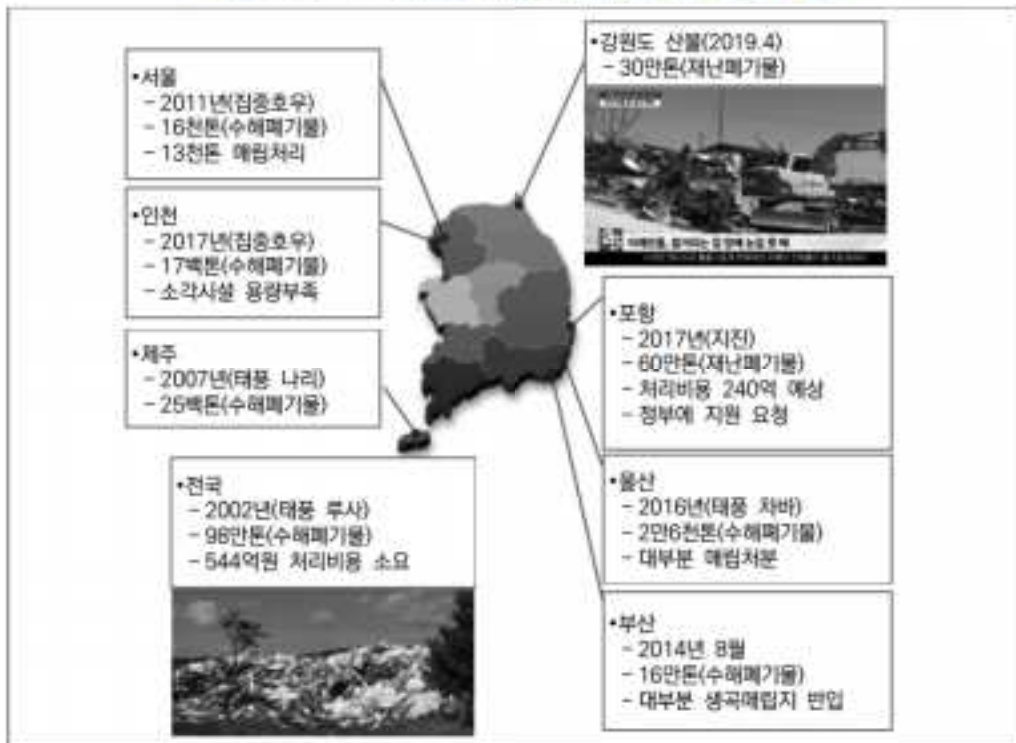 •서울
- 2011년(집중호우)
- 16천톤(수해폐기물)
- 13천톤 매립처리
•인천
- 2017년(집중호우)
- 17백톤(수해폐기물)
- 소각시설 용량부족
•제주
- 2007년(태풍 나리)
- 25백톤(수해폐기물)
•전국
- 2002년(태풍 루사)
- 98만톤(수해폐기물)
- 544억원 처리비용 소요
•강원도 산불(2019.4)
- 30만톤(재난폐기물)
•포항
- 2017년(지진)
- 60만톤(재난폐기물)
- 처리비용 240억 예상
- 정부에 지원 요청
•울산
- 2016년(태풍 차바)
- 2만6천톤(수해폐기물)
- 대부분 매립처분
•부산
- 2014년 8월
- 16만톤(수해폐기물)
- 대부분 생곡매립지 반입